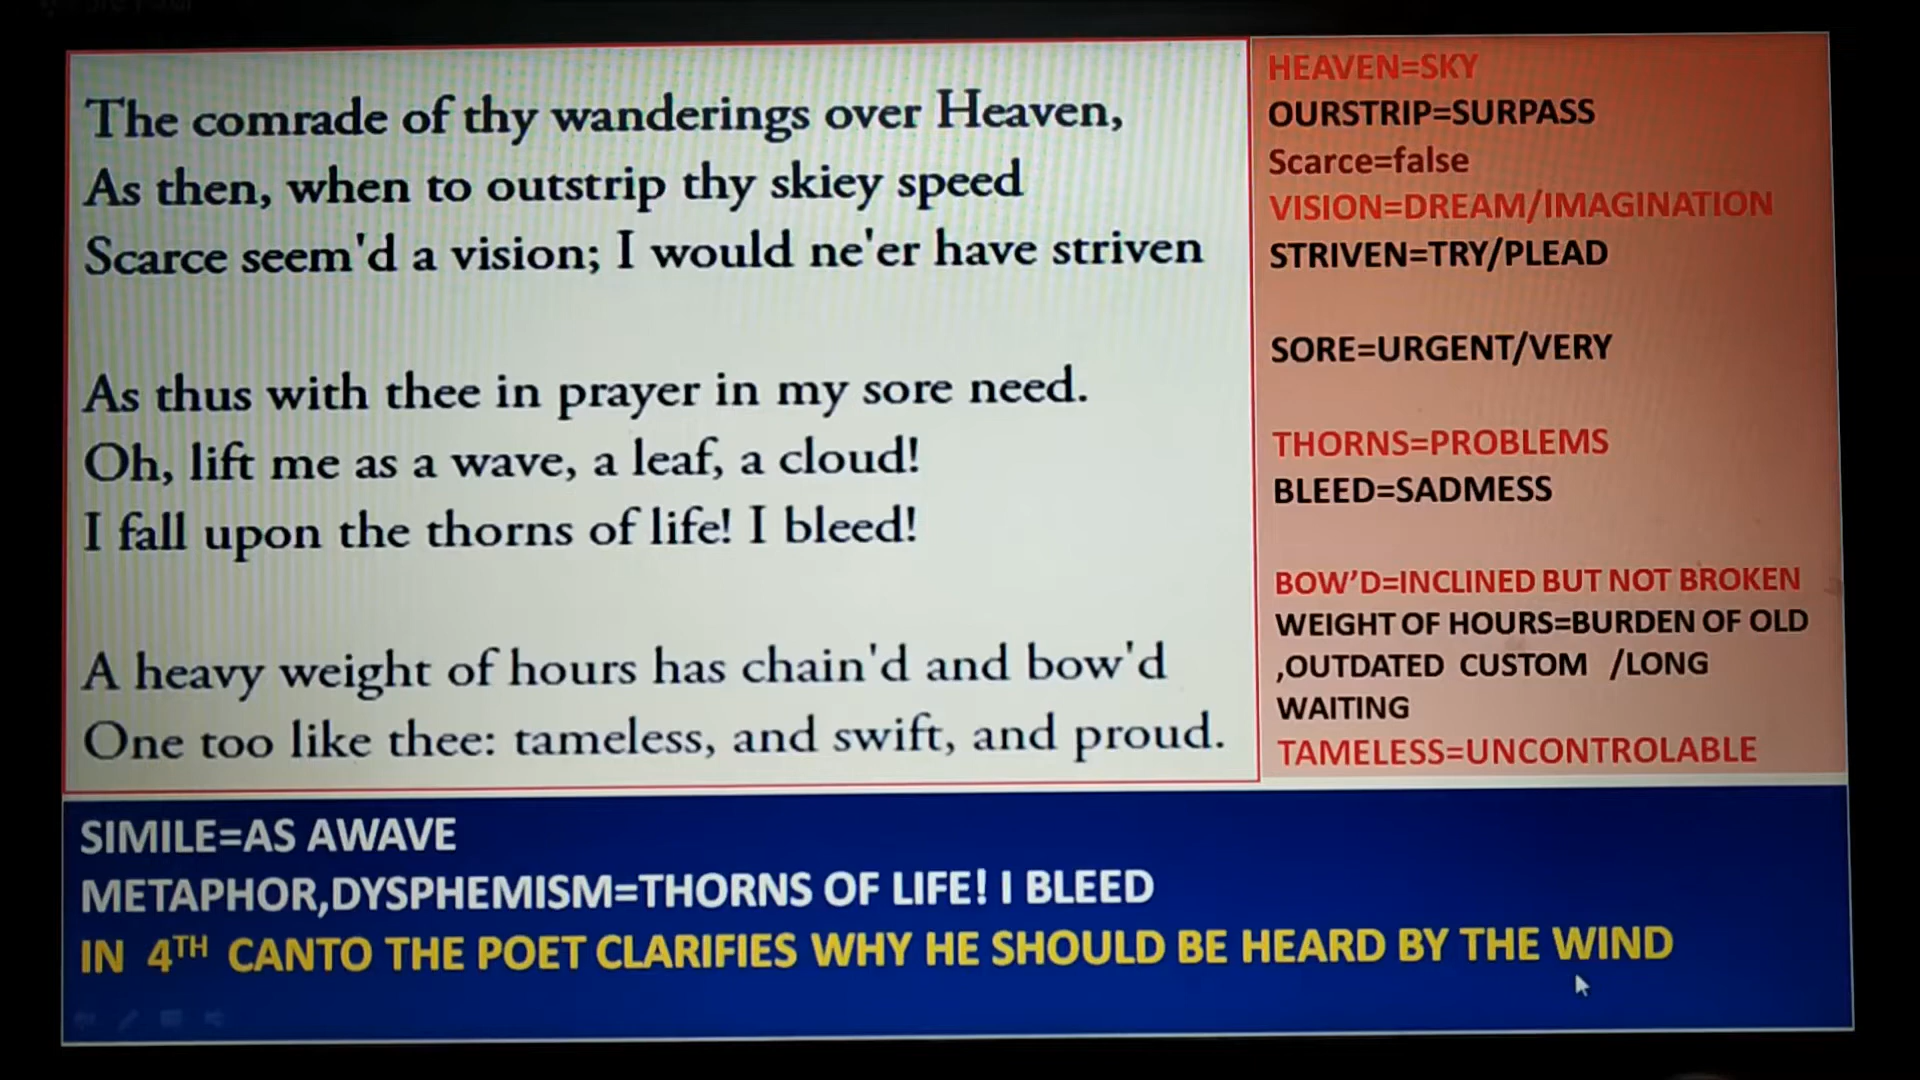 The comrade of thy wanderings over Heaven,
As then, when to outstrip thy skiey speed
Scarce seem'd a vision; I would ne'er have striven
As thus with thee in prayer in my sore need.
Oh, lift me as a wave, a leaf, a cloud!
I fall upon the thorns of life! I bleed!
A heavy weight of hours has chain'd and bow'd
One too like thee: tameless, and swift, and proud.
HEAVEN=SKY
OURSTRIP=SURPASS
Scarce=false
VISION=DREAM/IMAGINATION
STRIVEN=TRY/PLEAD
SORE=URGENT/VERY
THORNS=PROBLEMS
BLEED=SADMESS
BOW'D=INCLINED BUT NOT BROKEN
WEIGHT OF HOURS=BURDEN OF OLD
,OUTDATED CUSTOM /LONG
WAITING
TAMELESS=UNCONTROLABLE
SIMILE=AS AWAVE
METAPHOR,DYSPHEMISM=THORNS OF LIFE! I BLEED
IN 4TH CANTO THE POET CLARIFIES WHY HE SHOULD BE HEARD BY THE WIND